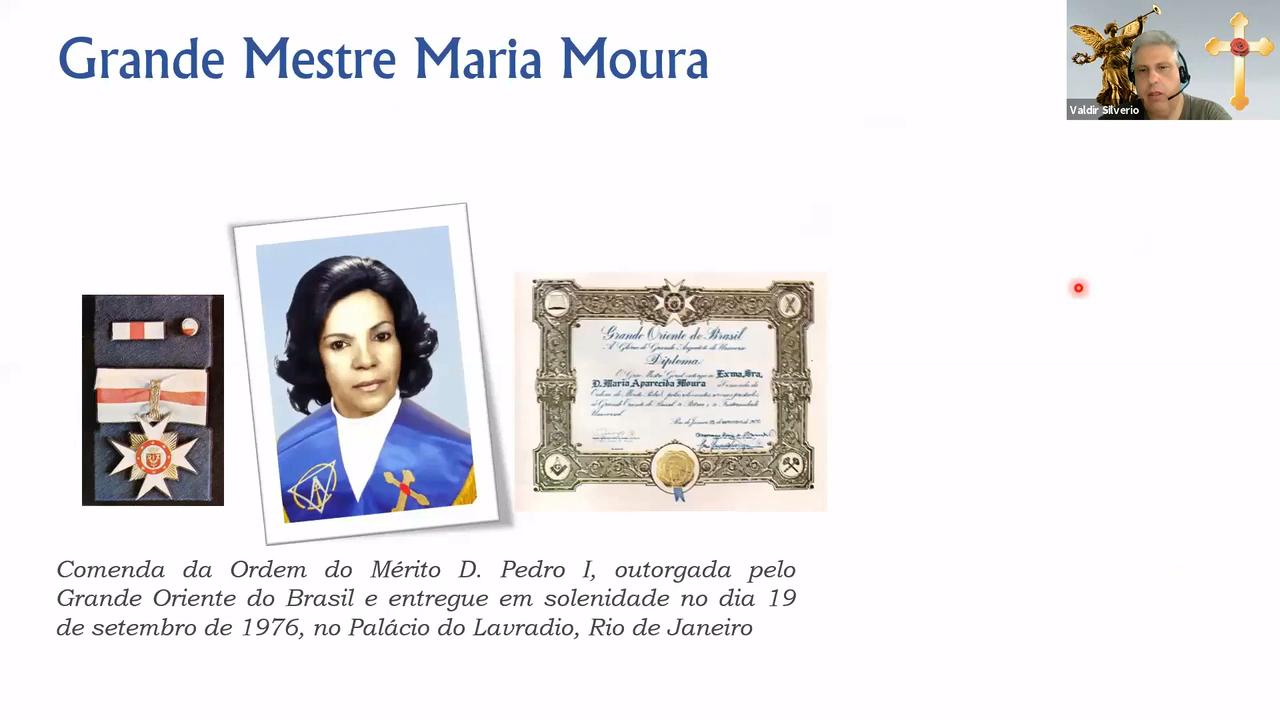 Grande Mestre Maria Moura
Valdir Silverio
Grande Oriente do Brasil
Diploma
Exma. Sra.
D. Maria Aparecida Moura
Universal
Comenda da Ordem do Mérito D. Pedro I, outorgada pelo
Grande Oriente do Brasil e entregue em solenidade no dia 19
de setembro de 1976, no Palácio do Lavradio, Rio de Janeiro